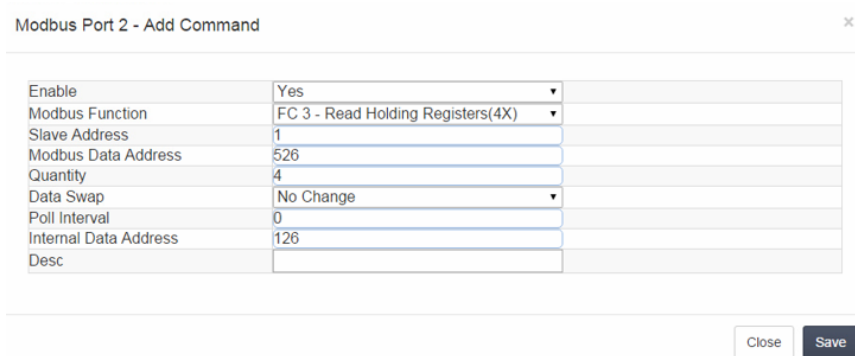 Modbus Port 2 - Add Command ×
Enable Yes
Modbus Function FC 3 - Read Holding Registers(4X)
Slave Address 1
Modbus Data Address 526
Quantity 4
Data Swap No Change
Poll Interval 0
Internal Data Address 126
Desc
Close Save